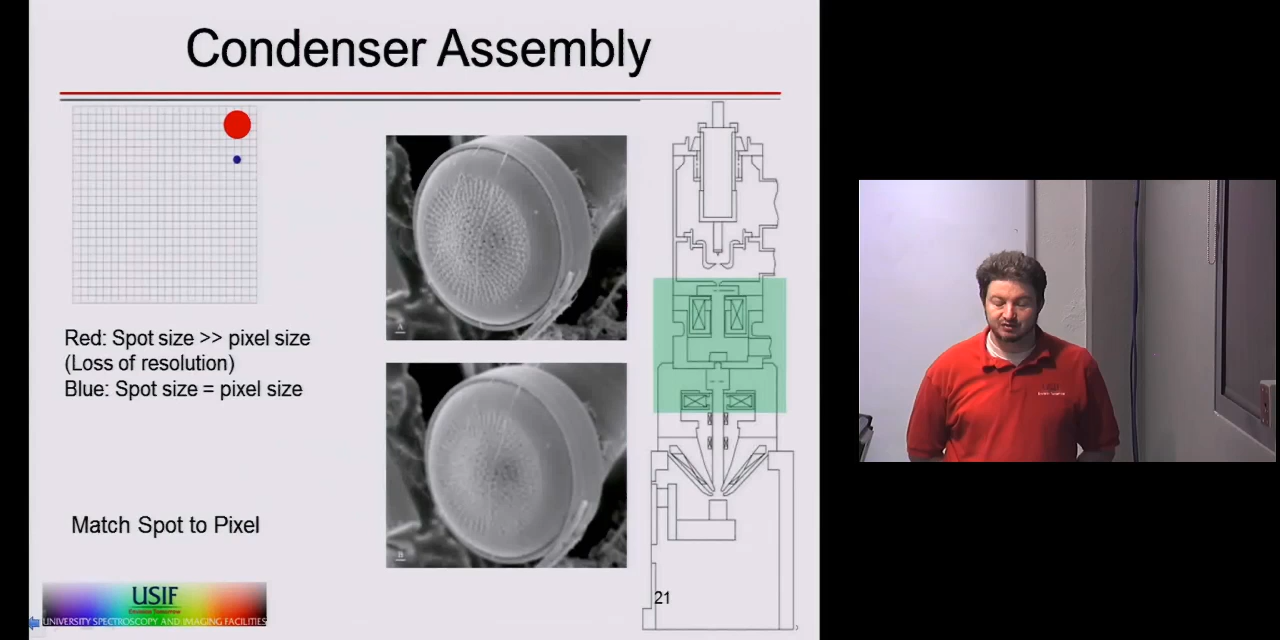 Condenser Assembly
Red: Spot size >> pixel size
(Loss of resolution)
Blue: Spot size = pixel size
Match Spot to Pixel
A
B
21
USIF
UNIVERSITY SPECTROSCOPY AND IMAGING FACILITIES